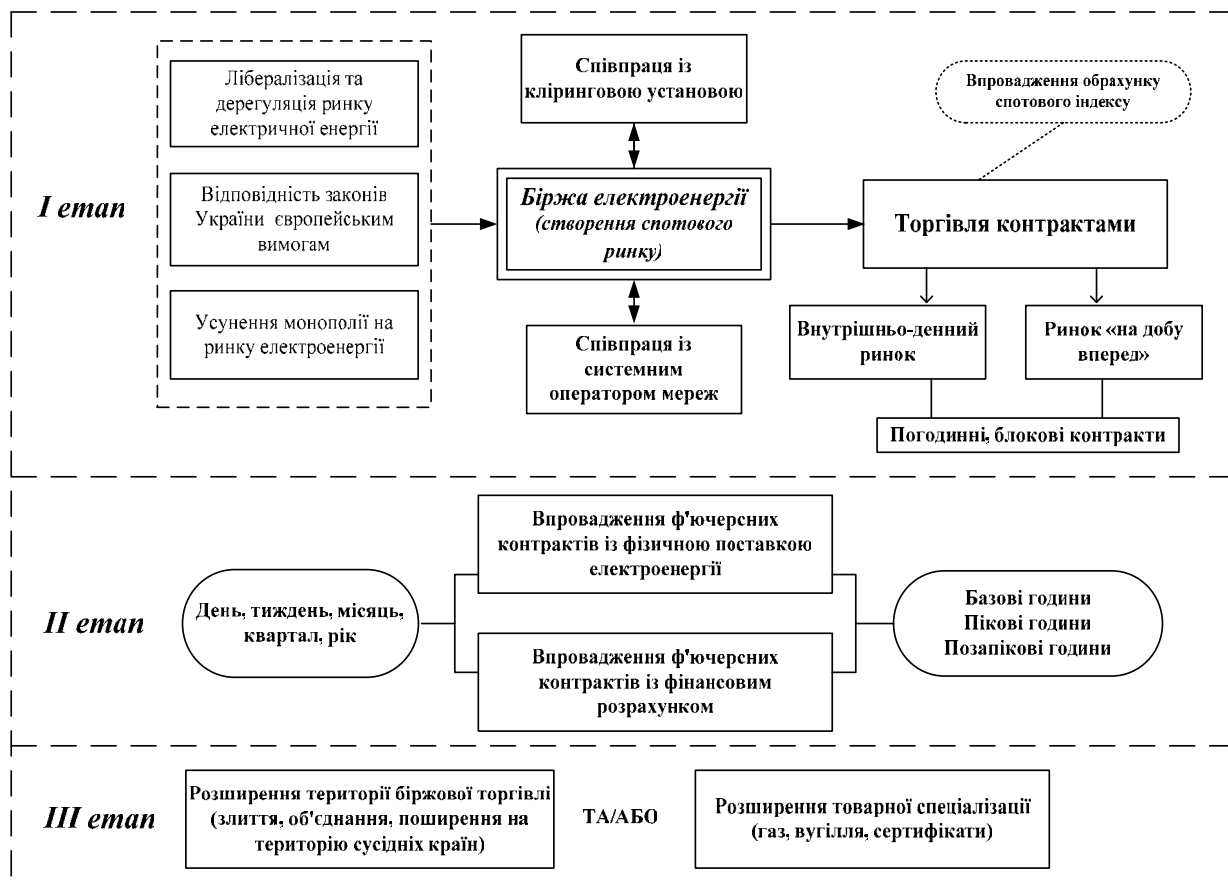 I етап
Лібералізація та
дерегуляція ринку
електричної енергії
Відповідність законів
України європейським
вимогам
Усунення монополії на
ринку електроенергії
Співпраця із
кліринговою установою
Біржа електроенергії
(створення спотового
ринку)
Співпраця із
системним
оператором мереж
Впровадження обрахунку
спотового індексу
Торгівля контрактами
Внутрішньо-денний
ринок
Ринок «на добу
вперед»
Погодинні, блокові контракти
II етап
День, тиждень, місяць,
квартал, рік
Впровадження ф'ючерсних
контрактів із фізичною поставкою
електроенергії
Впровадження ф'ючерсних
контрактів із фінансовим
розрахунком
Базові години
Пікові години
Позапікові години
III етап
Розширення території біржової торгівлі
(злиття, об'єднання, поширення на
територію сусідніх країн)
ТА/АБО
Розширення товарної спеціалізації
(газ, вугілля, сертифікати)